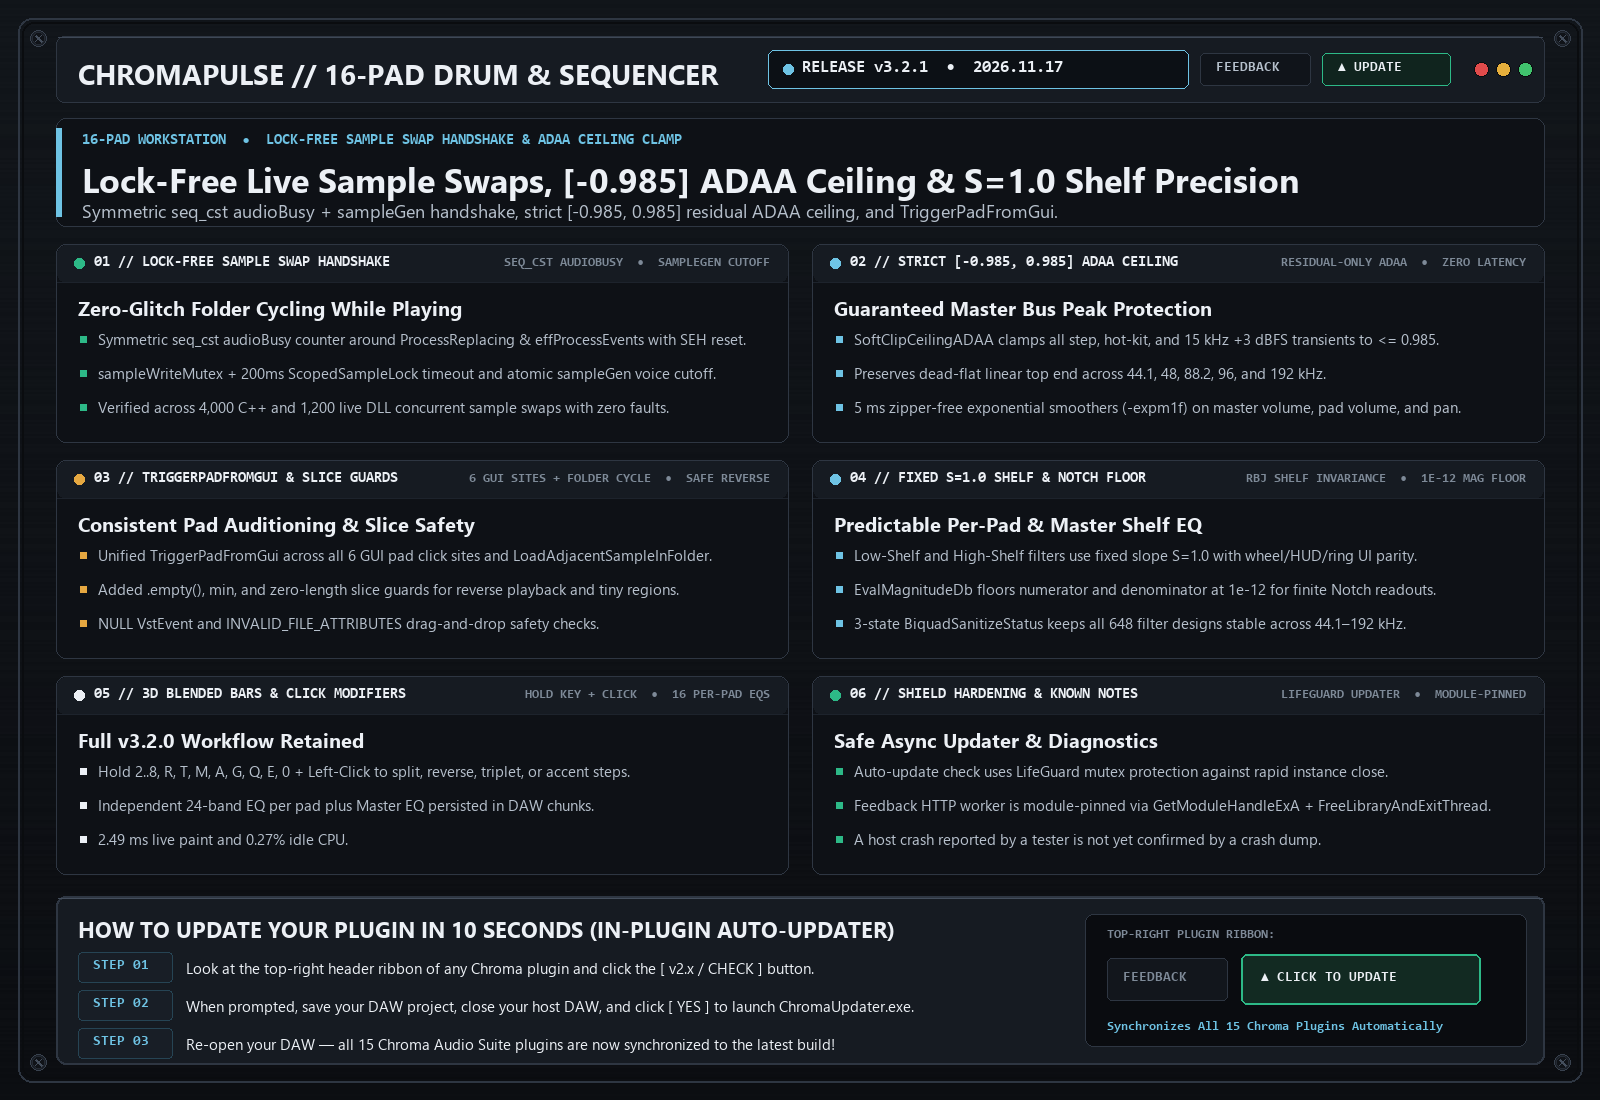 CHROMAPULSE // 16-PAD DRUM & SEQUENCER
RELEASE v3.2.1 • 2026.11.17
FEEDBACK
▲ UPDATE
16-PAD WORKSTATION • LOCK-FREE SAMPLE SWAP HANDSHAKE & ADAA CEILING CLAMP
Lock-Free Live Sample Swaps, [-0.985] ADAA Ceiling & S=1.0 Shelf Precision
Symmetric seq_cst audioBusy + sampleGen handshake, strict [-0.985, 0.985] residual ADAA ceiling, and TriggerPadFromGui.
01 // LOCK-FREE SAMPLE SWAP HANDSHAKE
SEQ_CST AUDIOBUSY • SAMPLEGEN CUTOFF
Zero-Glitch Folder Cycling While Playing
Symmetric seq_cst audioBusy counter around ProcessReplacing & effProcessEvents with SEH reset.
sampleWriteMutex + 200ms ScopedSampleLock timeout and atomic sampleGen voice cutoff.
Verified across 4,000 C++ and 1,200 live DLL concurrent sample swaps with zero faults.
02 // STRICT [-0.985, 0.985] ADAA CEILING
RESIDUAL-ONLY ADAA • ZERO LATENCY
Guaranteed Master Bus Peak Protection
SoftClipCeilingADAA clamps all step, hot-kit, and 15 kHz +3 dBFS transients to <= 0.985.
Preserves dead-flat linear top end across 44.1, 48, 88.2, 96, and 192 kHz.
5 ms zipper-free exponential smoothers (-expm1f) on master volume, pad volume, and pan.
03 // TRIGGERPADFROMGUI & SLICE GUARDS
6 GUI SITES + FOLDER CYCLE • SAFE REVERSE
Consistent Pad Auditioning & Slice Safety
Unified TriggerPadFromGui across all 6 GUI pad click sites and LoadAdjacentSampleInFolder.
Added .empty(), min, and zero-length slice guards for reverse playback and tiny regions.
NULL VstEvent and INVALID_FILE_ATTRIBUTES drag-and-drop safety checks.
04 // FIXED S=1.0 SHELF & NOTCH FLOOR
RBJ SHELF INVARIANCE • 1E-12 MAG FLOOR
Predictable Per-Pad & Master Shelf EQ
Low-Shelf and High-Shelf filters use fixed slope S=1.0 with wheel/HUD/ring UI parity.
EvalMagnitudeDb floors numerator and denominator at 1e-12 for finite Notch readouts.
3-state BiquadSanitizeStatus keeps all 648 filter designs stable across 44.1–192 kHz.
05 // 3D BLENDED BARS & CLICK MODIFIERS
HOLD KEY + CLICK • 16 PER-PAD EQS
Full v3.2.0 Workflow Retained
Hold 2..8, R, T, M, A, G, Q, E, 0 + Left-Click to split, reverse, triplet, or accent steps.
Independent 24-band EQ per pad plus Master EQ persisted in DAW chunks.
2.49 ms live paint and 0.27% idle CPU.
06 // SHIELD HARDENING & KNOWN NOTES
LIFEGUARD UPDATER • MODULE-PINNED
Safe Async Updater & Diagnostics
Auto-update check uses LifeGuard mutex protection against rapid instance close.
Feedback HTTP worker is module-pinned via GetModuleHandleExA + FreeLibraryAndExitThread.
A host crash reported by a tester is not yet confirmed by a crash dump.
HOW TO UPDATE YOUR PLUGIN IN 10 SECONDS (IN-PLUGIN AUTO-UPDATER)
STEP 01
Look at the top-right header ribbon of any Chroma plugin and click the [ v2.x / CHECK ] button.
STEP 02
When prompted, save your DAW project, close your host DAW, and click [ YES ] to launch ChromaUpdater.exe.
STEP 03
Re-open your DAW — all 15 Chroma Audio Suite plugins are now synchronized to the latest build!
TOP-RIGHT PLUGIN RIBBON:
FEEDBACK
▲ CLICK TO UPDATE
Synchronizes All 15 Chroma Plugins Automatically